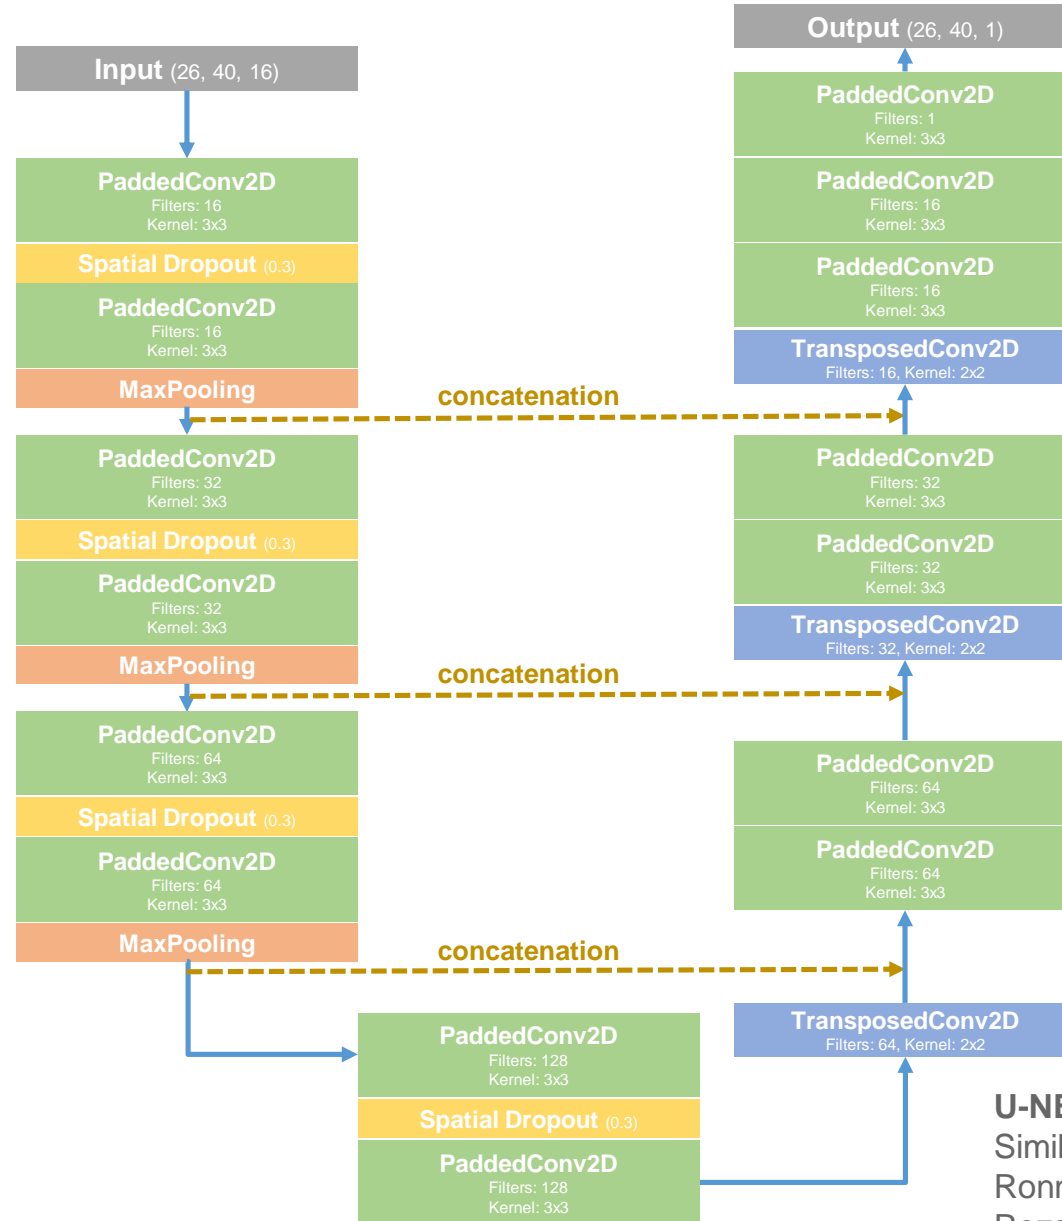 Input (26, 40, 16)
PaddedConv2D
Filters: 16
Kernel: 3x3
Spatial Dropout (0.3)
PaddedConv2D
Filters: 16
Kernel: 3x3
MaxPooling
concatenation
PaddedConv2D
Filters: 32
Kernel: 3x3
Spatial Dropout (0.3)
PaddedConv2D
Filters: 32
Kernel: 3x3
MaxPooling
concatenation
PaddedConv2D
Filters: 64
Kernel: 3x3
Spatial Dropout (0.3)
PaddedConv2D
Filters: 64
Kernel: 3x3
MaxPooling
concatenation
PaddedConv2D
Filters: 128
Kernel: 3x3
Spatial Dropout (0.3)
PaddedConv2D
Filters: 128
Kernel: 3x3
Output (26, 40, 1)
PaddedConv2D
Filters: 1
Kernel: 3x3
PaddedConv2D
Filters: 16
Kernel: 3x3
PaddedConv2D
Filters: 16
Kernel: 3x3
TransposedConv2D
Filters: 16, Kernel: 2x2
PaddedConv2D
Filters: 32
Kernel: 3x3
PaddedConv2D
Filters: 32
Kernel: 3x3
TransposedConv2D
Filters: 32, Kernel: 2x2
PaddedConv2D
Filters: 64
Kernel: 3x3
PaddedConv2D
Filters: 64
Kernel: 3x3
TransposedConv2D
Filters: 64, Kernel: 2x2